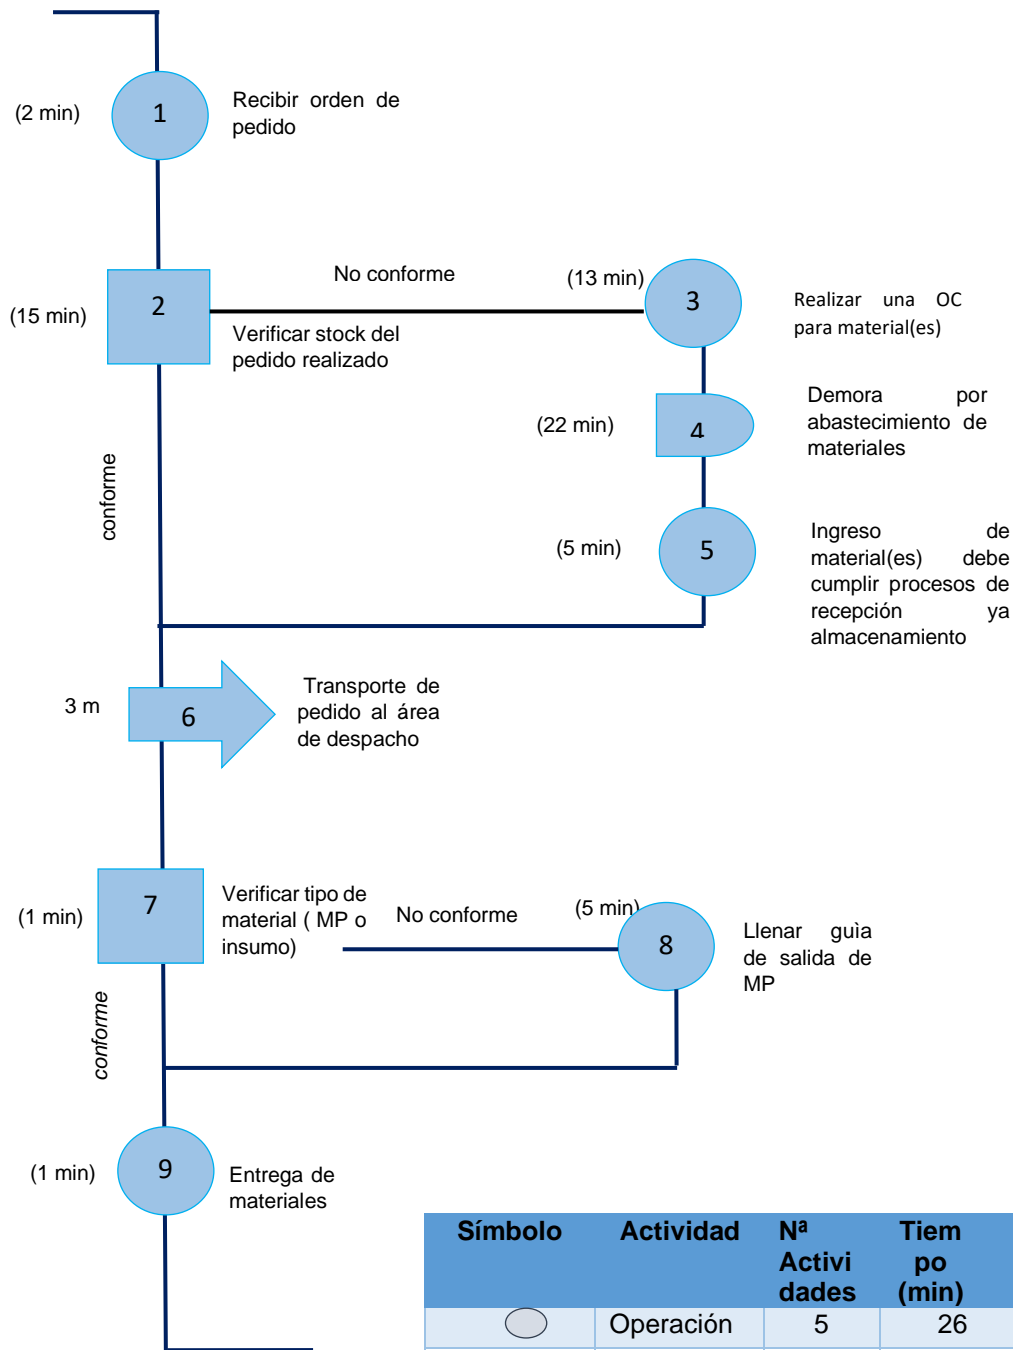 (2 min)
1
Recibir orden de
pedido
(15 min)
2
No conforme
Verificar stock del
pedido realizado
(13 min)
3
Realizar una OC
para material(es)
(22 min)
4
Demora por
abastecimiento de
materiales
conforme
(5 min)
5
Ingreso de
material(es) debe
cumplir procesos de
recepción ya
almacenamiento
3 m
6
Transporte de
pedido al área
de despacho
(1 min)
7
Verificar tipo de
material ( MP o
insumo)
No conforme
(5 min)
8
Llenar guìa
de salida de
MP
conforme
(1 min)
9
Entrega de
materiales
Símbolo Actividad Nª Tiem
Activi po
dades (min)
Operación 5 26